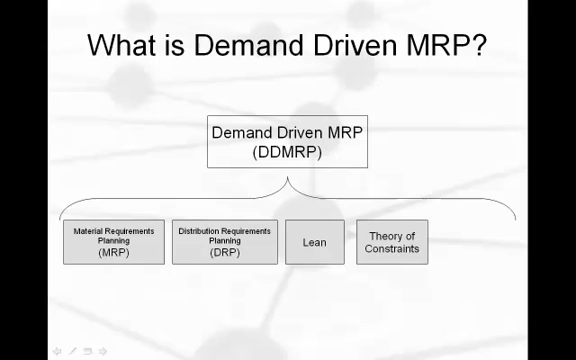 What is Demand Driven MRP?
Demand Driven MRP
(DDMRP)
Material Requirements
Planning
(MRP)
Distribution Requirements
Planning
(DRP)
Lean
Theory of
Constraints